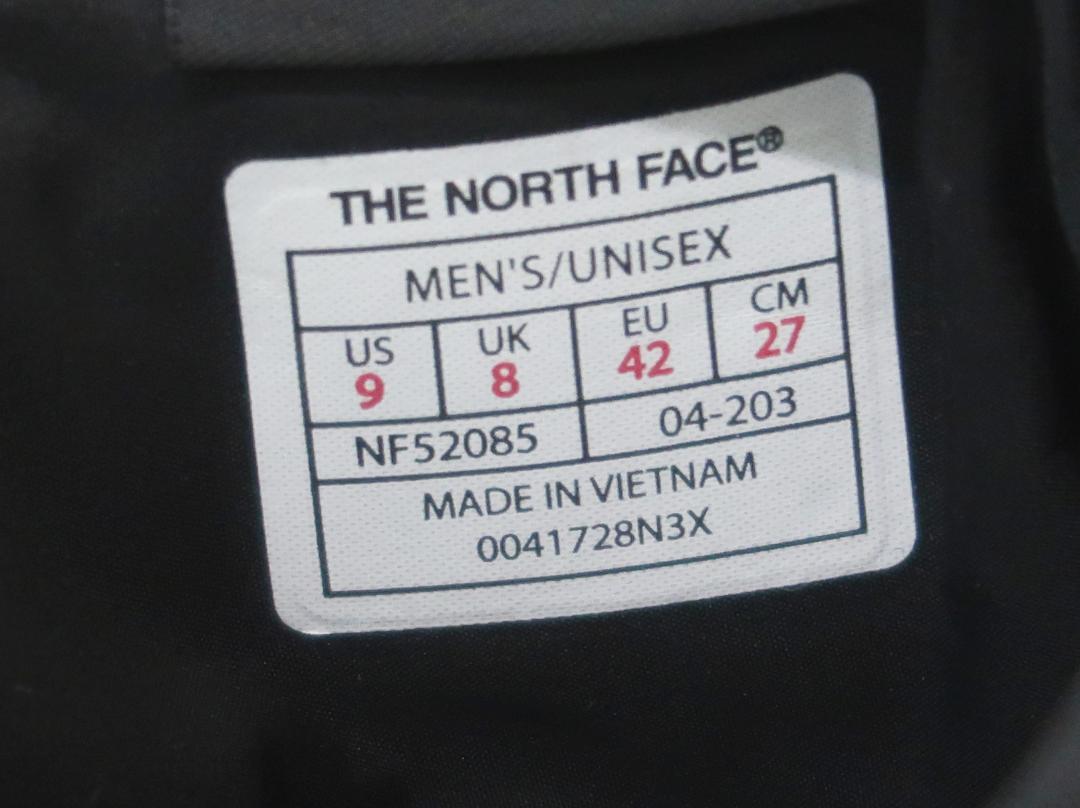 THE NORTH FACE®
MEN'S/UNISEX
US UK EU CM
9 8 42 27
NF52085 04-203
MADE IN VIETNAM
0041728N3X